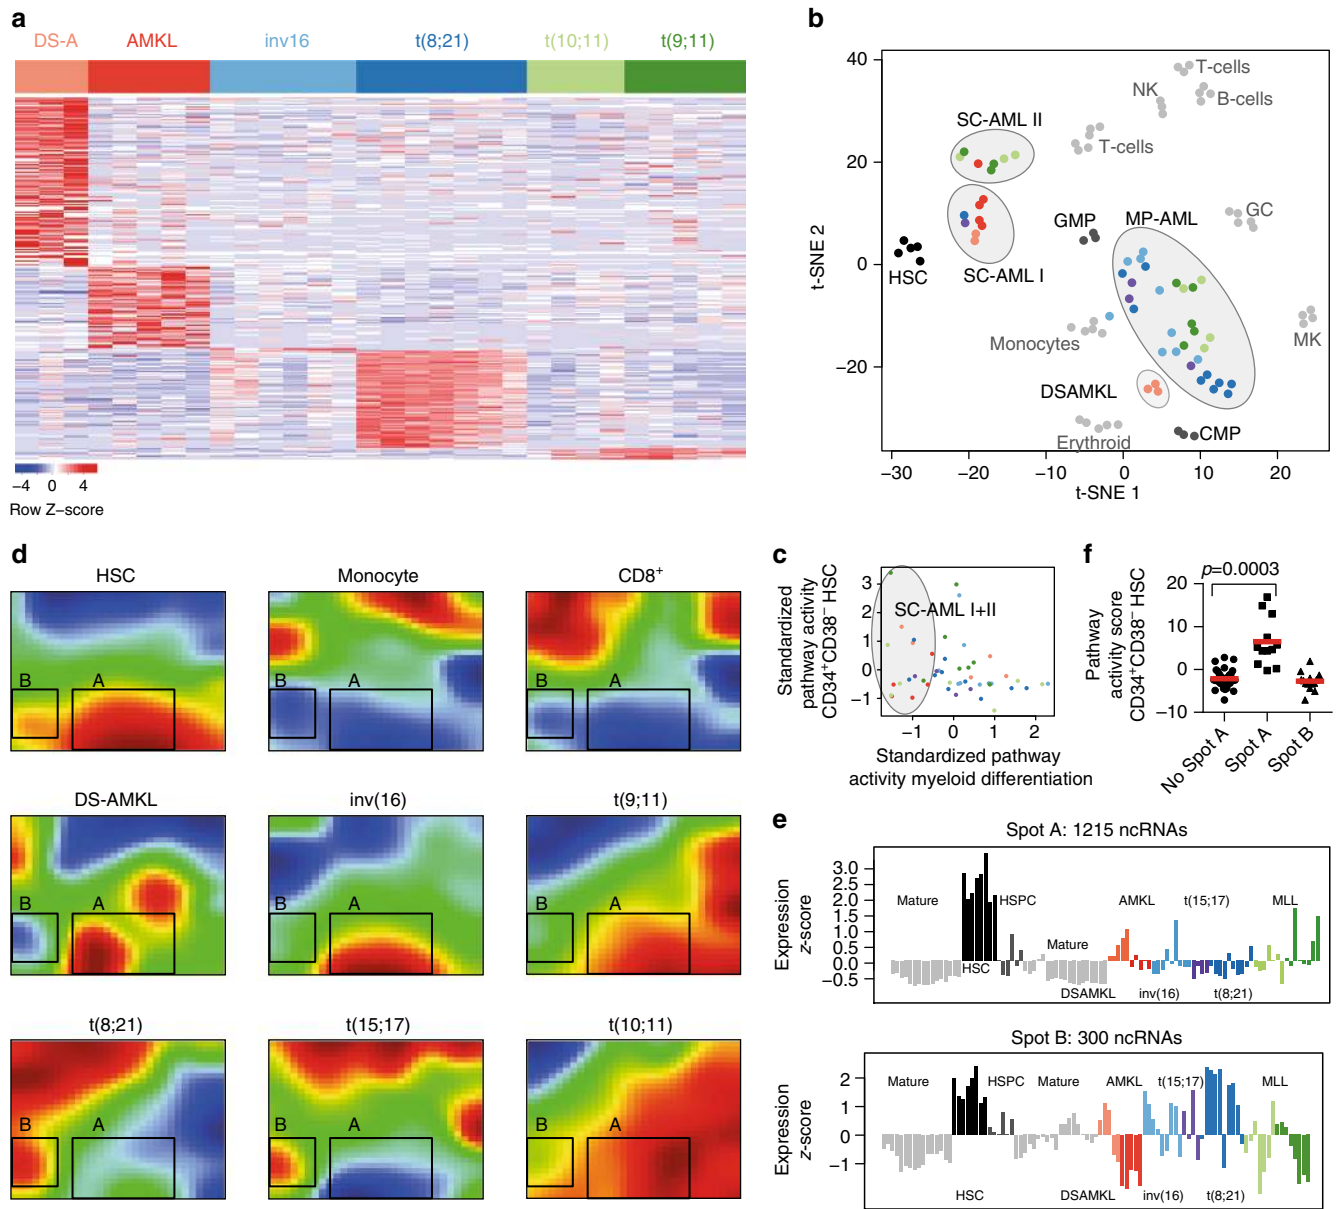 a
DS-A AMKL inv16 t(8;21) t(10;11) t(9;11)
−4 0 4
Row Z−score
b
40
20
0
−20
t-SNE 2
−30 −20 −10 0 10 20
t-SNE 1
T-cells
NK
B-cells
SC-AML II
T-cells
GMP
MP-AML
GC
HSC
SC-AML I
Monocytes
MK
DSAMKL
Erythroid
CMP
d
HSC Monocyte CD8+
B A
DS-AMKL inv(16) t(9;11)
B A
B A
t(8;21) t(15;17) t(10;11)
B A
c
Standardized
pathway activity
CD34+CD38− HSC
3
2
1
0
−1
SC-AML I+II
−1 0 1 2
Standardized pathway
activity myeloid differentiation
f
p=0.0003
Pathway
activity score
CD34+CD38− HSC
20
10
0
−10
No Spot A
Spot A
Spot B
e
Spot A: 1215 ncRNAs
Expression
z-score
3.0
2.5
2.0
1.5
1.0
0.5
0.0
−0.5
Mature
HSPC
AMKL
t(15;17)
MLL
Mature
HSC
DSAMKL inv(16) t(8;21)
Spot B: 300 ncRNAs
Expression
z-score
2
1
0
−1
Mature HSPC Mature AMKL t(15;17) MLL
HSC DSAMKL inv(16) t(8;21)